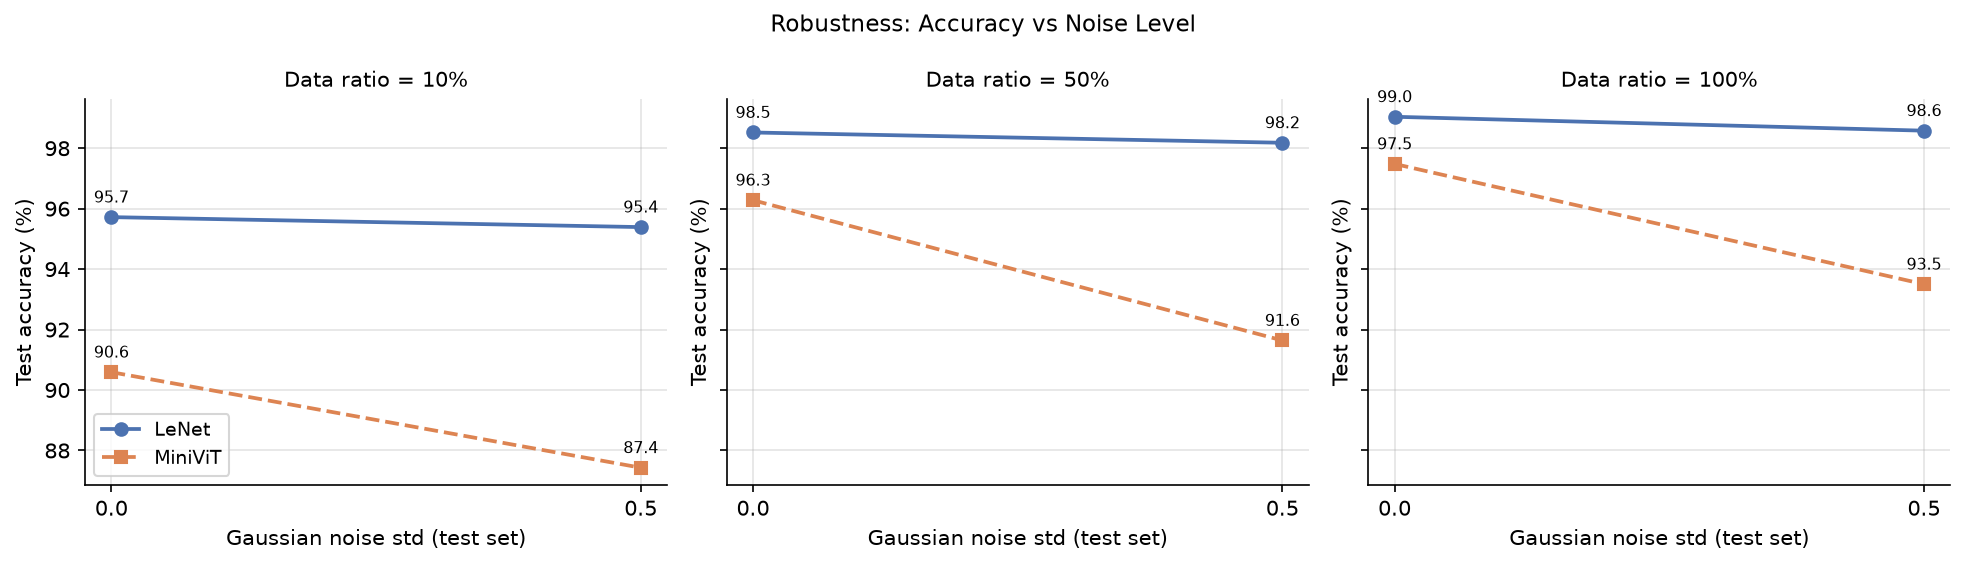 Robustness: Accuracy vs Noise Level
Data ratio = 10%
Test accuracy (%)
98
96
94
92
90
88
95.7
95.4
90.6
87.4
LeNet
MiniViT
0.0
0.5
Gaussian noise std (test set)
Data ratio = 50%
Test accuracy (%)
98.5
98.2
96.3
91.6
0.0
0.5
Gaussian noise std (test set)
Data ratio = 100%
Test accuracy (%)
99.0
98.6
97.5
93.5
0.0
0.5
Gaussian noise std (test set)